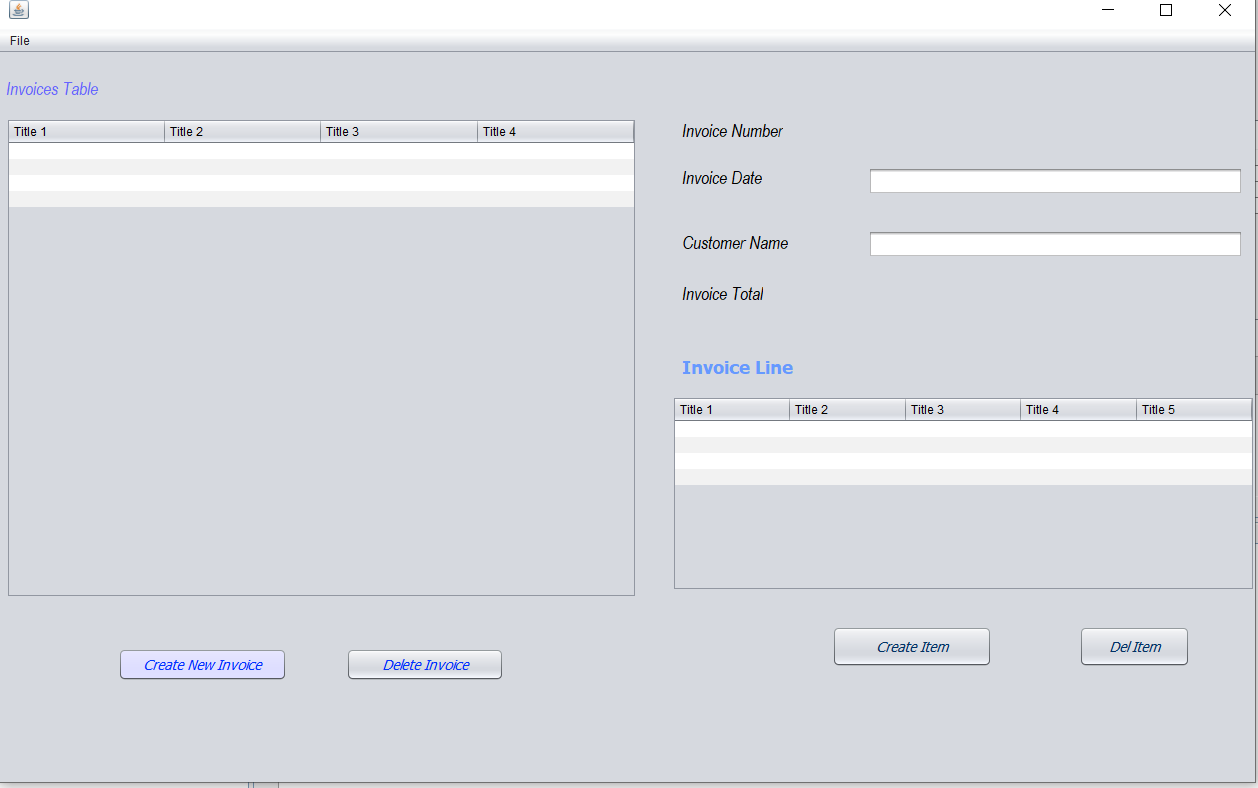 File
Invoices Table
Title 1 Title 2 Title 3 Title 4
Invoice Number
Invoice Date
Customer Name
Invoice Total
Invoice Line
Title 1 Title 2 Title 3 Title 4 Title 5
Create New Invoice
Delete Invoice
Create Item
Del Item